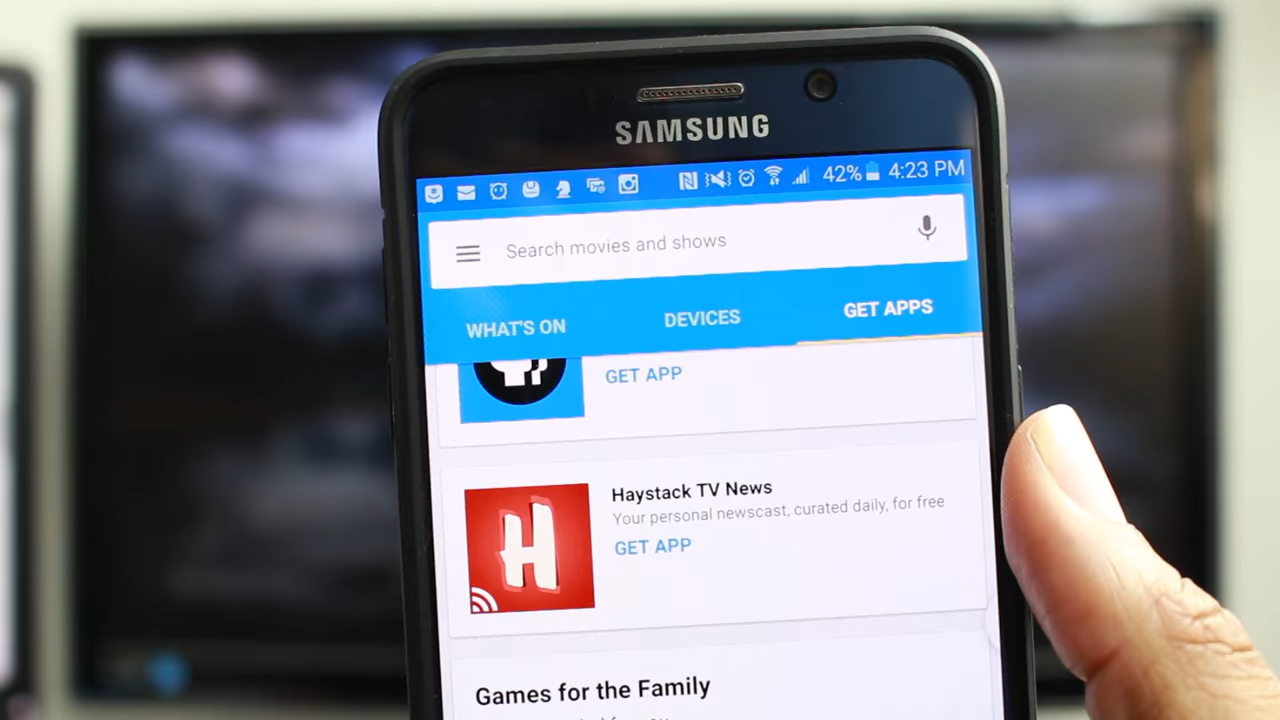 SAMSUNG
42% 4:23 PM
Search movies and shows
WHAT'S ON DEVICES GET APPS
GET APP
H
Haystack TV News
Your personal newscast, curated daily, for free
GET APP
Games for the Family